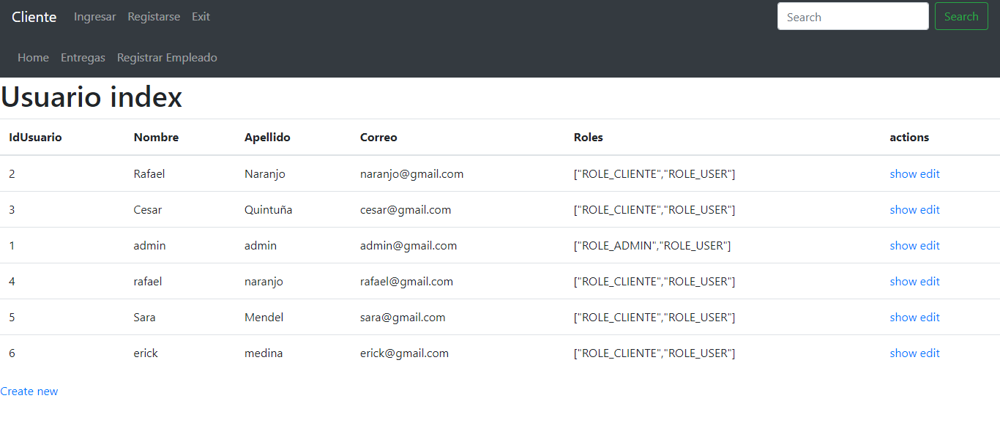 Cliente Ingresar Registarse Exit Search Search
Home Entregas Registrar Empleado
Usuario index
IdUsuario Nombre Apellido Correo Roles actions
2 Rafael Naranjo naranjo@gmail.com ["ROLE_CLIENTE","ROLE_USER"] show edit
3 Cesar Quintuña cesar@gmail.com ["ROLE_CLIENTE","ROLE_USER"] show edit
1 admin admin admin@gmail.com ["ROLE_ADMIN","ROLE_USER"] show edit
4 rafael naranjo rafael@gmail.com ["ROLE_CLIENTE","ROLE_USER"] show edit
5 Sara Mendel sara@gmail.com ["ROLE_CLIENTE","ROLE_USER"] show edit
6 erick medina erick@gmail.com ["ROLE_CLIENTE","ROLE_USER"] show edit
Create new